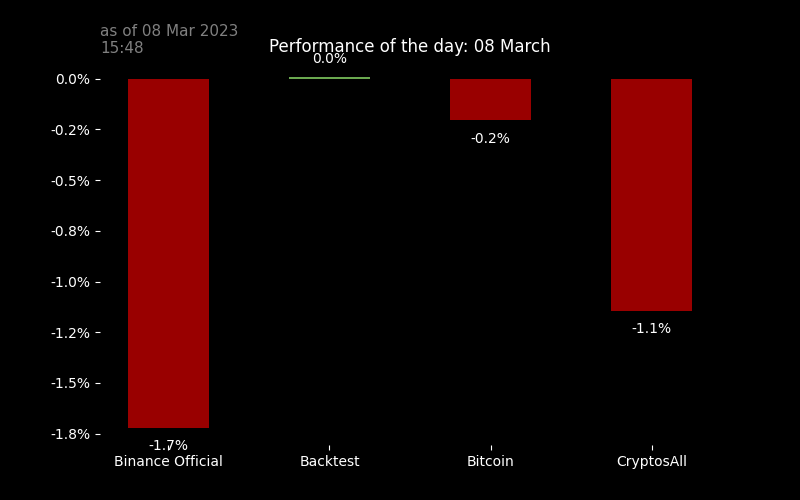 as of 08 Mar 2023
15:48
Performance of the day: 08 March
0.0%
0.0%
-0.2%
-0.2%
-0.5%
-0.8%
-1.0%
-1.1%
-1.2%
-1.5%
-1.8%
-1.7%
Binance Official
Backtest
Bitcoin
CryptosAll